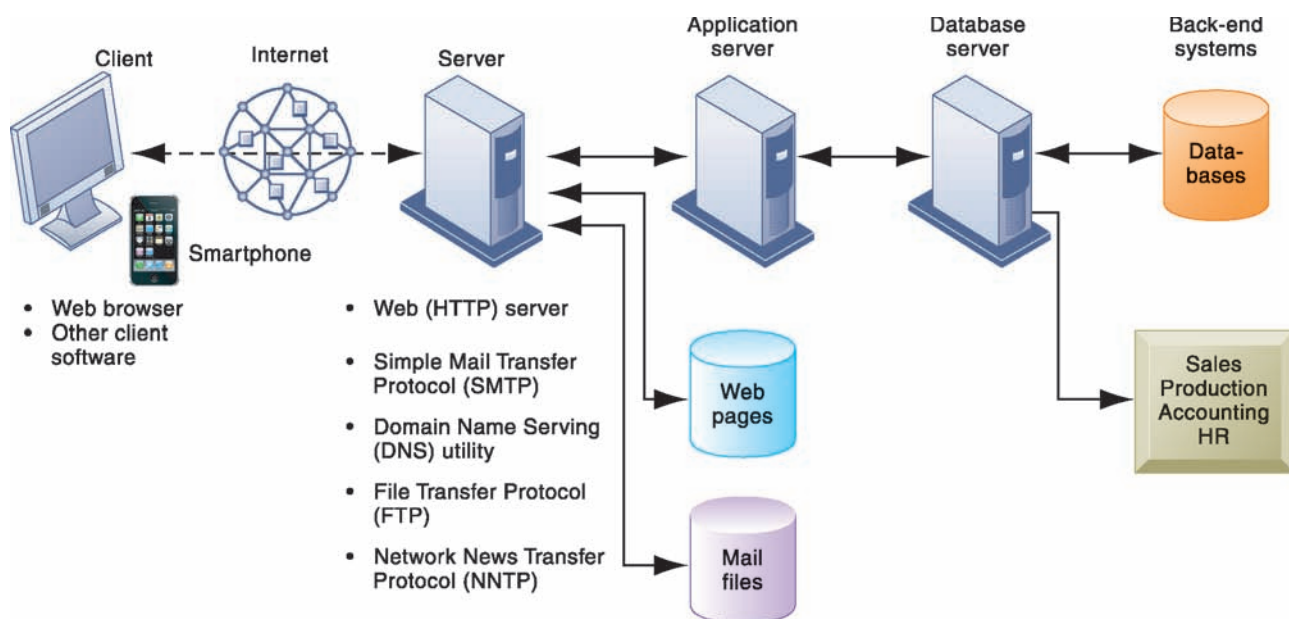 Client
Internet
Server
Application
server
Database
server
Back-end
systems
Data-
bases
Smartphone
• Web browser
• Other client
software
• Web (HTTP) server
• Simple Mail Transfer
Protocol (SMTP)
• Domain Name Serving
(DNS) utility
• File Transfer Protocol
(FTP)
• Network News Transfer
Protocol (NNTP)
Web
pages
Mail
files
Sales
Production
Accounting
HR